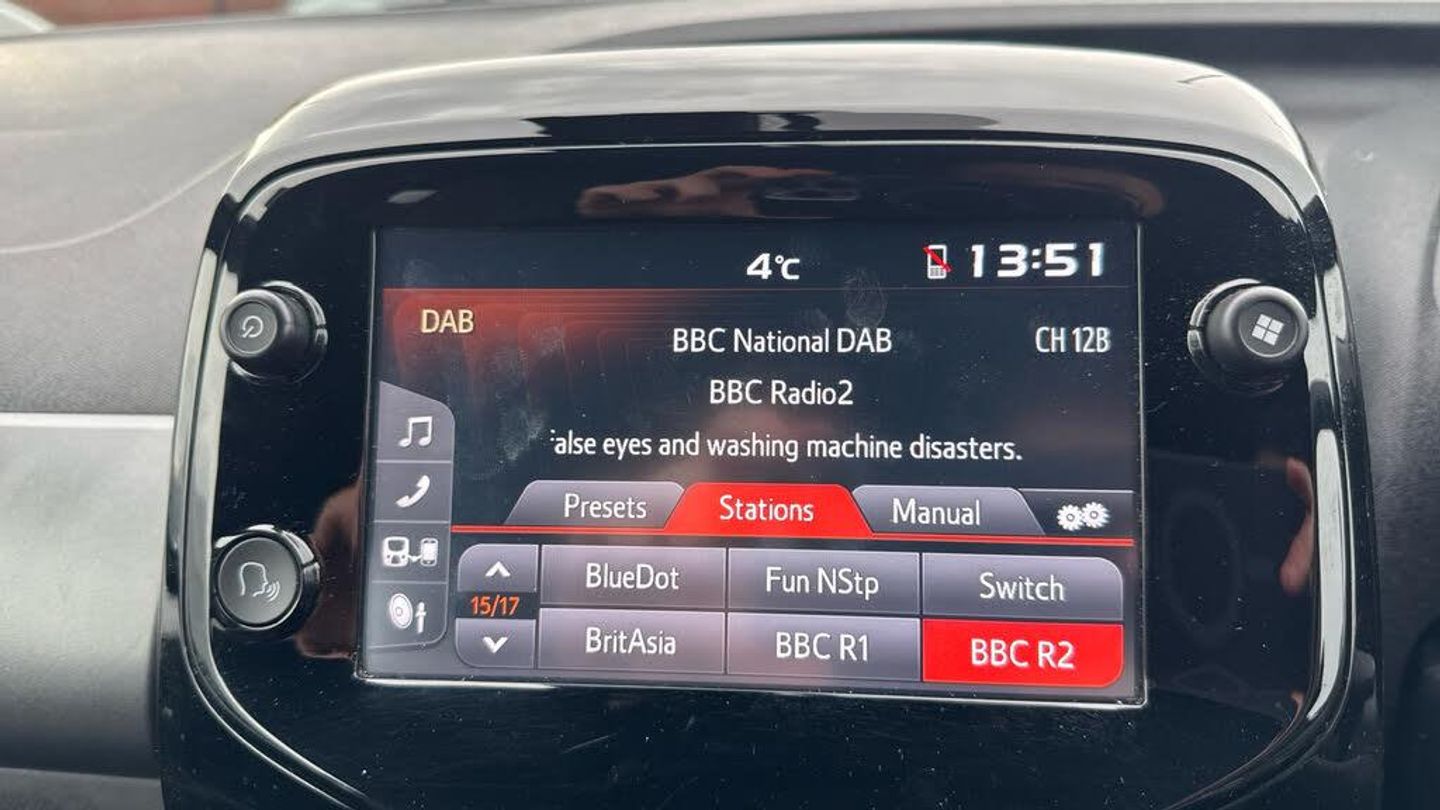 4°C 13:51
DAB
BBC National DAB CH 12B
BBC Radio2
alse eyes and washing machine disasters.
Presets Stations Manual
BlueDot Fun NStp Switch
15/17
BritAsia BBC R1 BBC R2